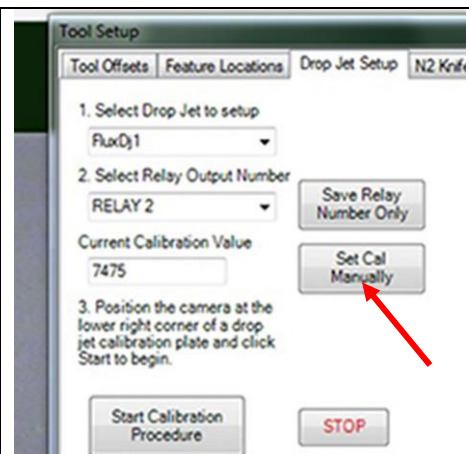 Tool Setup
Tool Offsets Feature Locations Drop Jet Setup N2 Knife
1. Select Drop Jet to setup
FluxDj1
2. Select Relay Output Number
RELAY 2
Save Relay
Number Only
Current Calibration Value
7475
Set Cal
Manually
3. Position the camera at the
lower right corner of a drop
jet calibration plate and click
Start to begin.
Start Calibration
Procedure
STOP